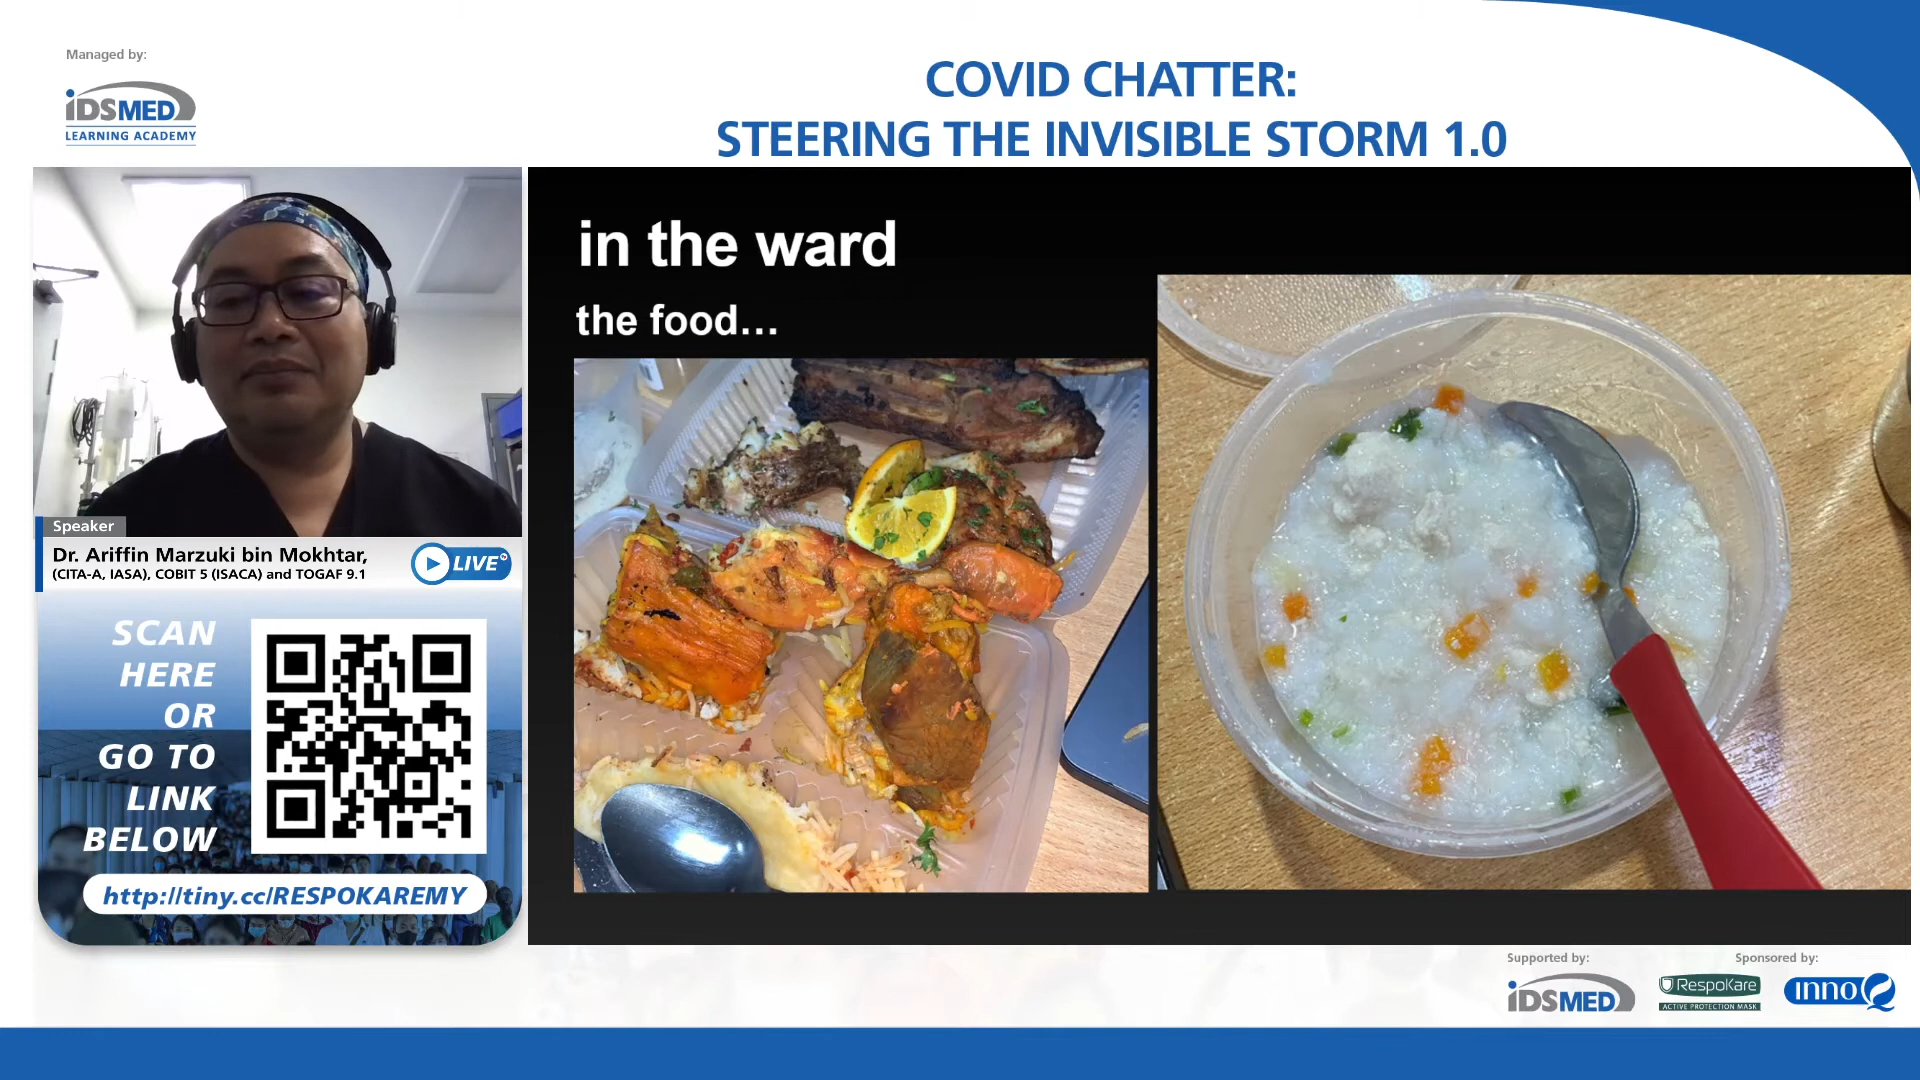 Managed by:
iDSMED
LEARNING ACADEMY
COVID CHATTER:
STEERING THE INVISIBLE STORM 1.0
in the ward
the food...
Speaker
Dr. Ariffin Marzuki bin Mokhtar,
(CITA-A, IASA), COBIT 5 (ISACA) and TOGAF 9.1
LIVE
SCAN
HERE
OR
GO TO
LINK
BELOW
http://tiny.cc/RESPOKAREMY
Supported by:
iDSMED
Sponsored by:
RespoKare
ACTIVE PROTECTION MASK
innoQ